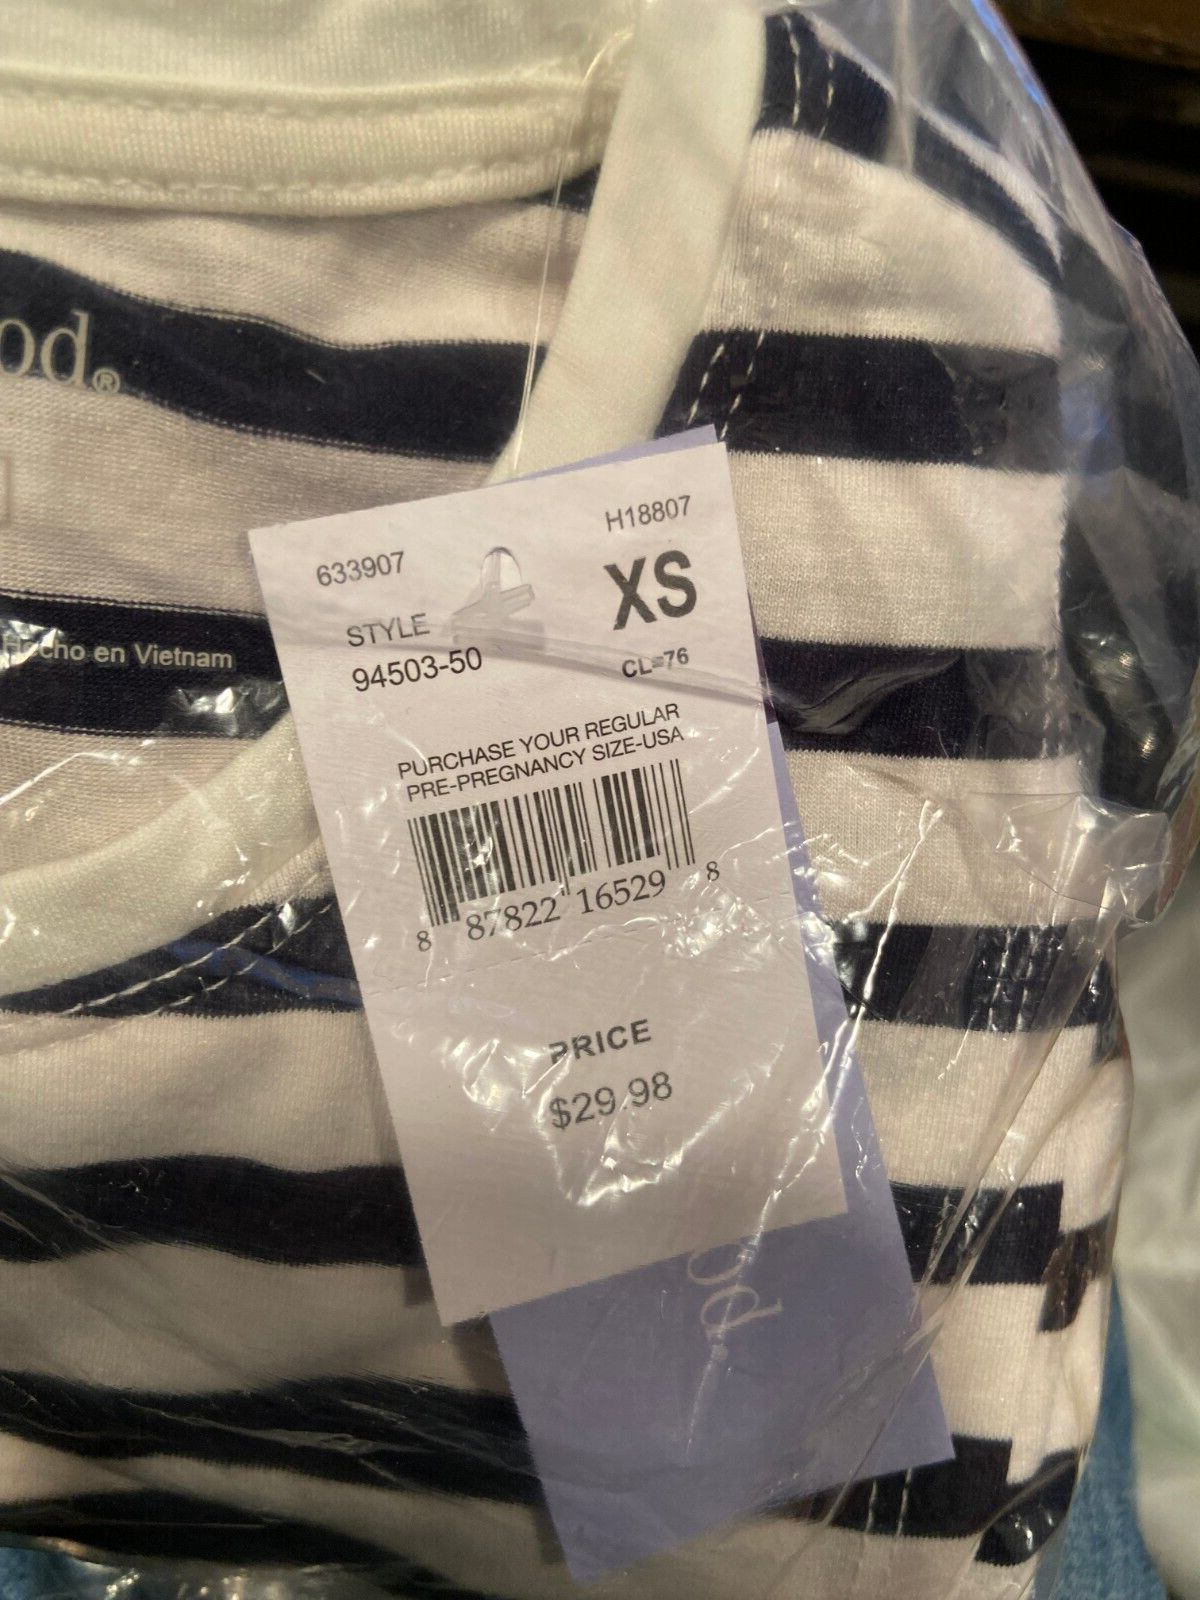 od®
Hecho en Vietnam
633907
H18807
STYLE
XS
94503-50
CL=76
PURCHASE YOUR REGULAR
PRE-PREGNANCY SIZE-USA
8 87822 16529 8
PRICE
$29.98
od